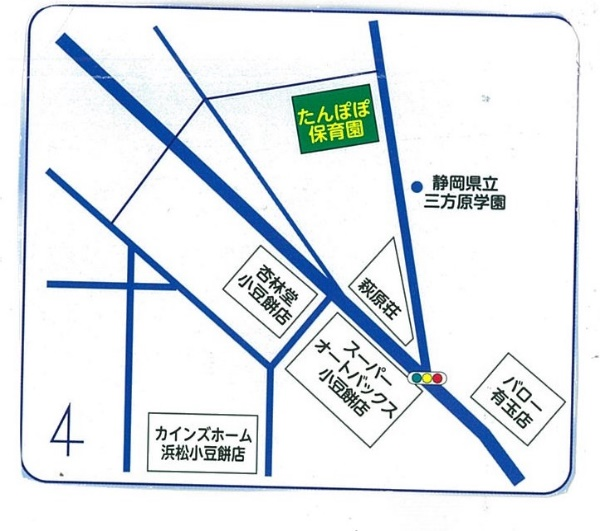 たんぽぽ
保育園
静岡県立
三方原学園
杏林堂
小豆餅店
萩原荘
スーパー
オートバックス
小豆餅店
バロー
有玉店
カインズホーム
浜松小豆餅店
4